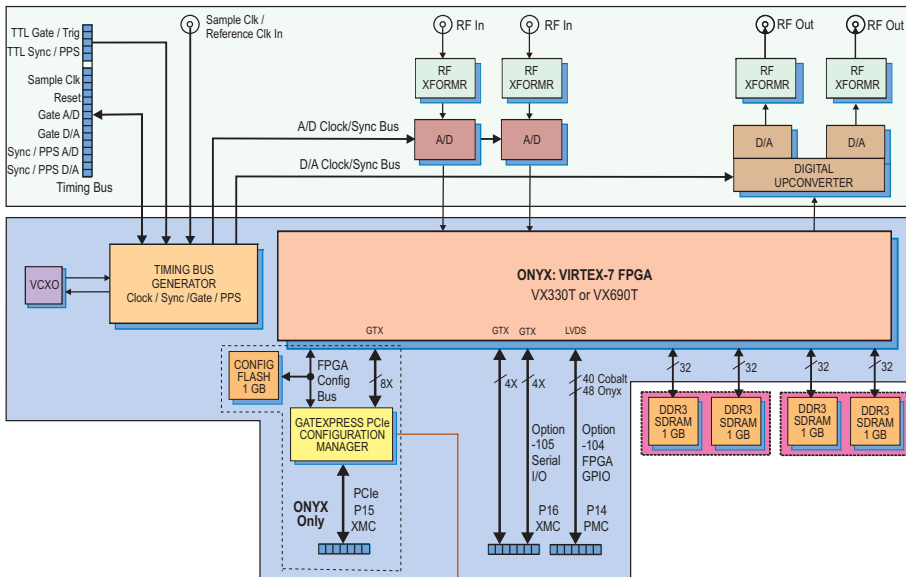 TTL Gate / Trig
TTL Sync / PPS
Sample Clk
Reset
Gate A/D
Gate D/A
Sync / PPS A/D
Sync / PPS D/A
Timing Bus
Sample Clk /
Reference Clk In
A/D Clock/Sync Bus
D/A Clock/Sync Bus
RF In
RF In
RF
XFORMR
RF
XFORMR
A/D
A/D
RF Out
RF Out
RF
XFORMR
RF
XFORMR
D/A
D/A
DIGITAL
UPCONVERTER
VCXO
TIMING BUS
GENERATOR
Clock / Sync /Gate / PPS
ONYX: VIRTEX-7 FPGA
VX330T or VX690T
GTX
GTX
GTX
LVDS
CONFIG
FLASH
1 GB
FPGA
Config
Bus
8X
4X
4X
40 Cobalt
48 Onyx
32
32
32
32
GATEXPRESS PCIe
CONFIGURATION
MANAGER
ONYX
Only
PCIe
P15
XMC
Option
-105
Serial
I/O
P16
XMC
Option
-104
FPGA
GPIO
P14
PMC
DDR3
SDRAM
1 GB
DDR3
SDRAM
1 GB
DDR3
SDRAM
1 GB
DDR3
SDRAM
1 GB